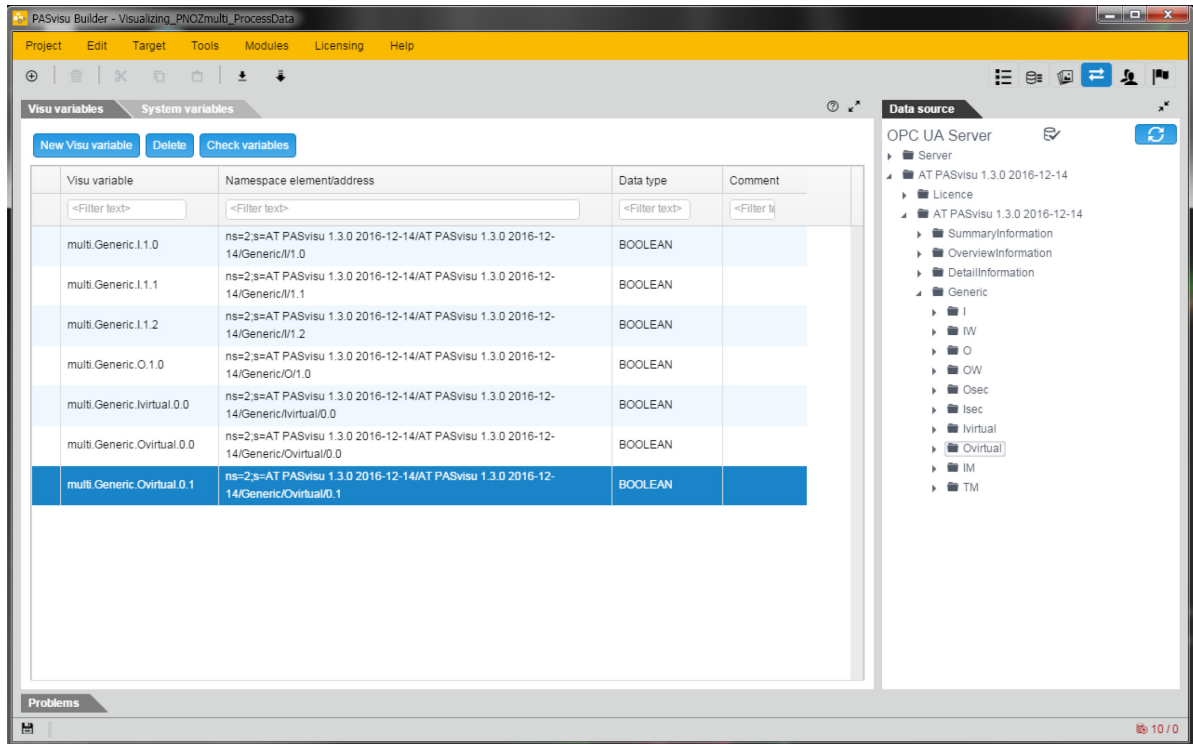 PASvisu Builder - Visualizing_PNOZmulti_ProcessData
Project Edit Target Tools Modules Licensing Help
Visu variables System variables
New Visu variable Delete Check variables
Visu variable Namespace element/address Data type Comment
<Filter text> <Filter text> <Filter text> <Filter te
multi.Generic.I.1.0 ns=2;s=AT PASvisu 1.3.0 2016-12-14/AT PASvisu 1.3.0 2016-12- BOOLEAN
14/Generic/I/1.0
multi.Generic.I.1.1 ns=2;s=AT PASvisu 1.3.0 2016-12-14/AT PASvisu 1.3.0 2016-12- BOOLEAN
14/Generic/I/1.1
multi.Generic.I.1.2 ns=2;s=AT PASvisu 1.3.0 2016-12-14/AT PASvisu 1.3.0 2016-12- BOOLEAN
14/Generic/I/1.2
multi.Generic.O.1.0 ns=2;s=AT PASvisu 1.3.0 2016-12-14/AT PASvisu 1.3.0 2016-12- BOOLEAN
14/Generic/O/1.0
multi.Generic.Ivirtual.0.0 ns=2;s=AT PASvisu 1.3.0 2016-12-14/AT PASvisu 1.3.0 2016-12- BOOLEAN
14/Generic/Ivirtual/0.0
multi.Generic.Ovirtual.0.0 ns=2;s=AT PASvisu 1.3.0 2016-12-14/AT PASvisu 1.3.0 2016-12- BOOLEAN
14/Generic/Ovirtual/0.0
multi.Generic.Ovirtual.0.1 ns=2;s=AT PASvisu 1.3.0 2016-12-14/AT PASvisu 1.3.0 2016-12- BOOLEAN
14/Generic/Ovirtual/0.1
Data source
OPC UA Server
Server
AT PASvisu 1.3.0 2016-12-14
Licence
AT PASvisu 1.3.0 2016-12-14
SummaryInformation
OverviewInformation
DetailInformation
Generic
I
IW
O
OW
Osec
Isec
Ivirtual
Ovirtual
IM
TM
Problems
10 / 0